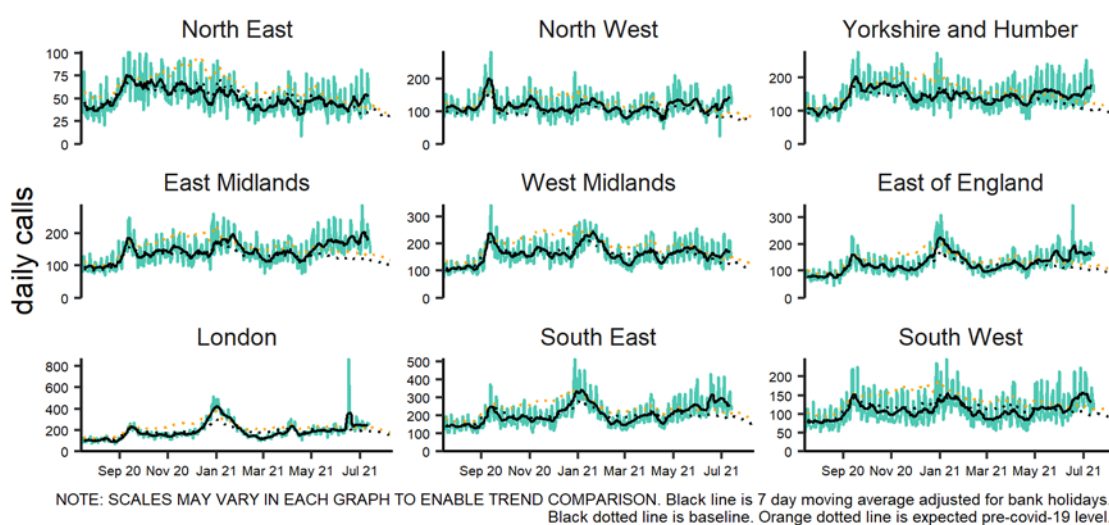 North East
North West
Yorkshire and Humber
100
75
50
25
0
200
100
0
200
100
0
East Midlands
West Midlands
East of England
200
100
0
300
200
100
0
300
200
100
0
daily calls
London
South East
South West
800
600
400
200
0
500
400
300
200
100
0
200
150
100
50
0
Sep 20 Nov 20 Jan 21 Mar 21 May 21 Jul 21
Sep 20 Nov 20 Jan 21 Mar 21 May 21 Jul 21
Sep 20 Nov 20 Jan 21 Mar 21 May 21 Jul 21
NOTE: SCALES MAY VARY IN EACH GRAPH TO ENABLE TREND COMPARISON. Black line is 7 day moving average adjusted for bank holidays.
Black dotted line is baseline. Orange dotted line is expected pre-covid-19 level.